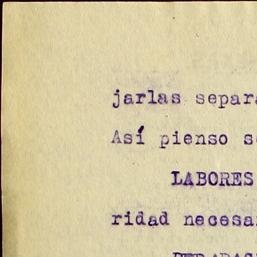 jarlas separa
Así pienso s
LABORES
ridad necesa